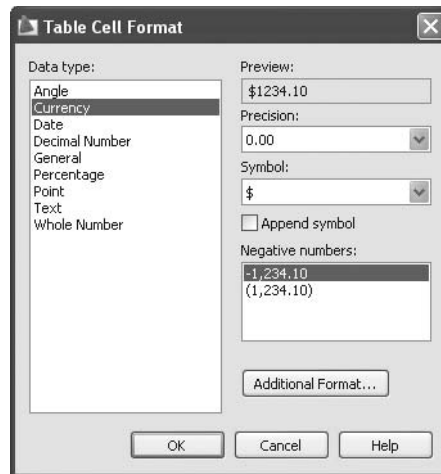 Table Cell Format
Data type:
Angle
Currency
Date
Decimal Number
General
Percentage
Point
Text
Whole Number
Preview:
$1234.10
Precision:
0.00
Symbol:
$
Append symbol
Negative numbers:
-1,234.10
(1,234.10)
Additional Format...
OK
Cancel
Help